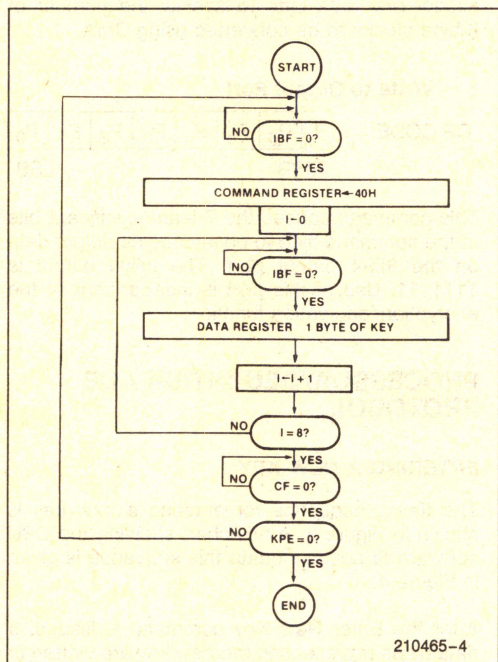 START
NO
IBF = 0?
YES
COMMAND REGISTER←40H
I←0
NO
IBF = 0?
YES
DATA REGISTER 1 BYTE OF KEY
I←I + 1
NO
I = 8?
YES
NO
CF = 0?
YES
NO
KPE = 0?
YES
END
210465-4